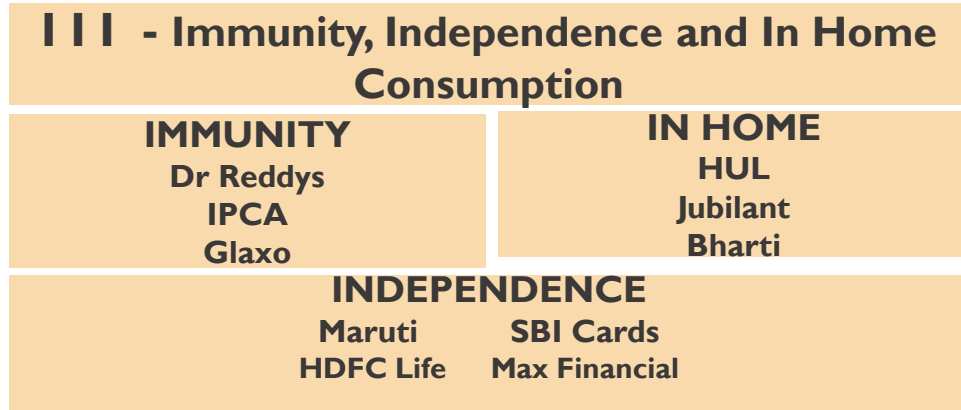 I I I - Immunity, Independence and In Home
Consumption
IMMUNITY
Dr Reddys
IPCA
Glaxo
IN HOME
HUL
Jubilant
Bharti
INDEPENDENCE
Maruti SBI Cards
HDFC Life Max Financial